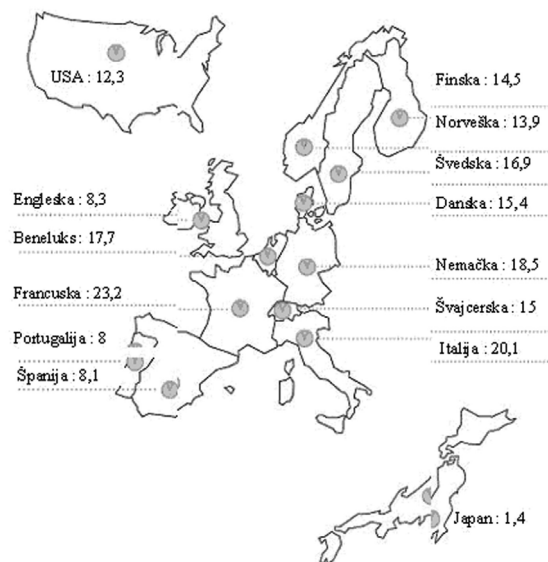 USA : 12,3
Finska : 14,5
Norveška : 13,9
Švedska : 16,9
Engleska : 8,3
Danska : 15,4
Beneluks : 17,7
Nemačka : 18,5
Francuska : 23,2
Švajcerska : 15
Portugalija : 8
Italija : 20,1
Španija : 8,1
Japan : 1,4